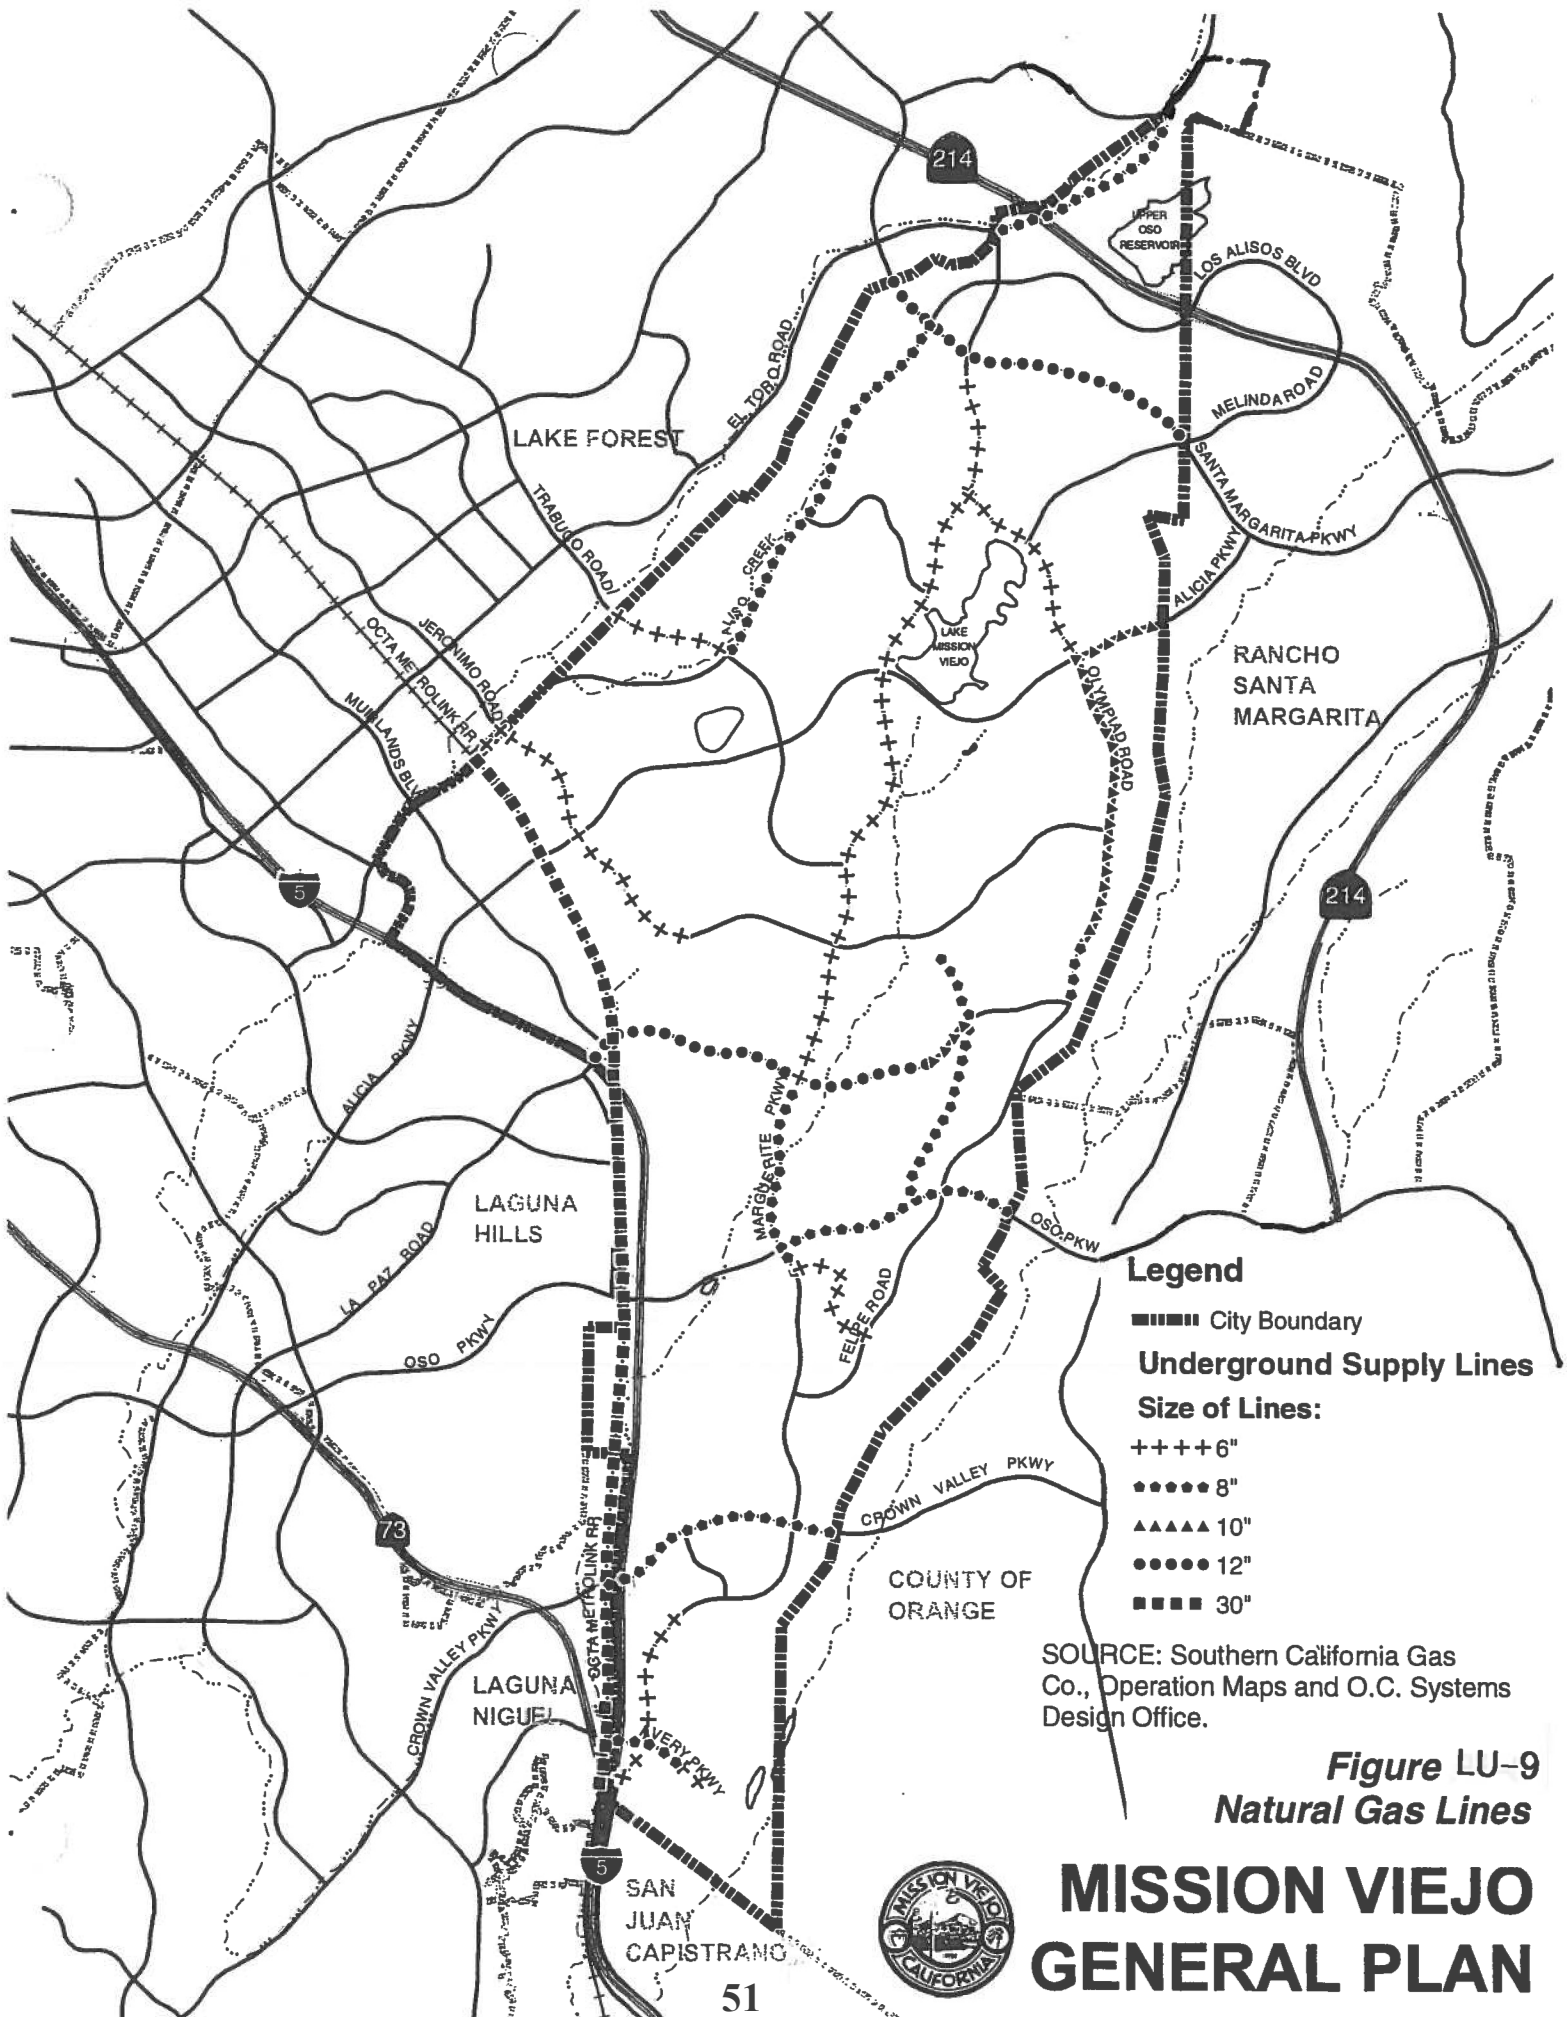 214
UPPER
OSO
RESERVOIR
LOS ALISOS BLVD
EL TORO ROAD
MELINDA ROAD
LAKE FOREST
SANTA MARGARITA PKWY
TRABUCO ROAD
ALISO CREEK
ALICIA PKWY
JERONIMO ROAD
OCTA METROLINK RR
LAKE
MISSION
VIEJO
RANCHO
SANTA
MARGARITA
MUIRLANDS BLVD
OLYMPIAD ROAD
5
214
ALICIA PKWY
MARGUERITE PKWY
LAGUNA
HILLS
LA PAZ ROAD
OSO PKW
OSO PKWY
FELIPE ROAD
Legend
City Boundary
Underground Supply Lines
Size of Lines:
6"
8"
10"
12"
30"
CROWN VALLEY PKWY
73
OCTA METROLINK RR
COUNTY OF
ORANGE
CROWN VALLEY PKWY
LAGUNA
NIGUEL
AVERY PKWY
SOURCE: Southern California Gas
Co., Operation Maps and O.C. Systems
Design Office.
Figure LU-9
Natural Gas Lines
5
SAN
JUAN
CAPISTRANO
MISSION VIEJO
CALIFORNIA
MISSION VIEJO
GENERAL PLAN
51